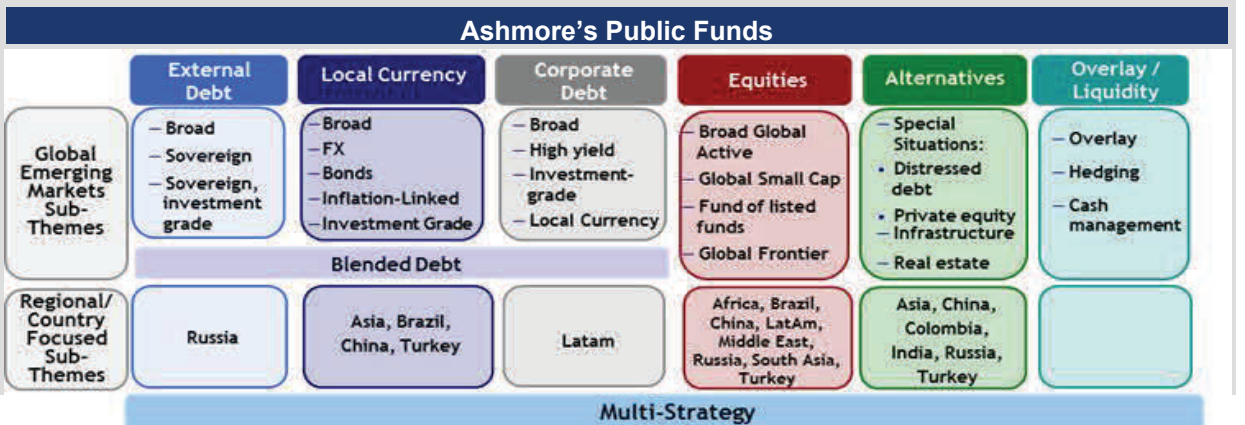 Ashmore's Public Funds
External
Debt
Local Currency
Corporate
Debt
Equities
Alternatives
Overlay /
Liquidity
Global
Emerging
Markets
Sub-
Themes
– Broad
– Sovereign
– Sovereign,
investment
grade
– Broad
– FX
– Bonds
– Inflation-Linked
– Investment Grade
– Broad
– High yield
– Investment-
grade
– Local Currency
– Broad Global
Active
– Global Small Cap
– Fund of listed
funds
– Global Frontier
– Special
Situations:
• Distressed
debt
• Private equity
– Infrastructure
– Real estate
– Overlay
– Hedging
– Cash
management
Blended Debt
Regional/
Country
Focused
Sub-
Themes
Russia
Asia, Brazil,
China, Turkey
Latam
Africa, Brazil,
China, LatAm,
Middle East,
Russia, South Asia,
Turkey
Asia, China,
Colombia,
India, Russia,
Turkey
Multi-Strategy